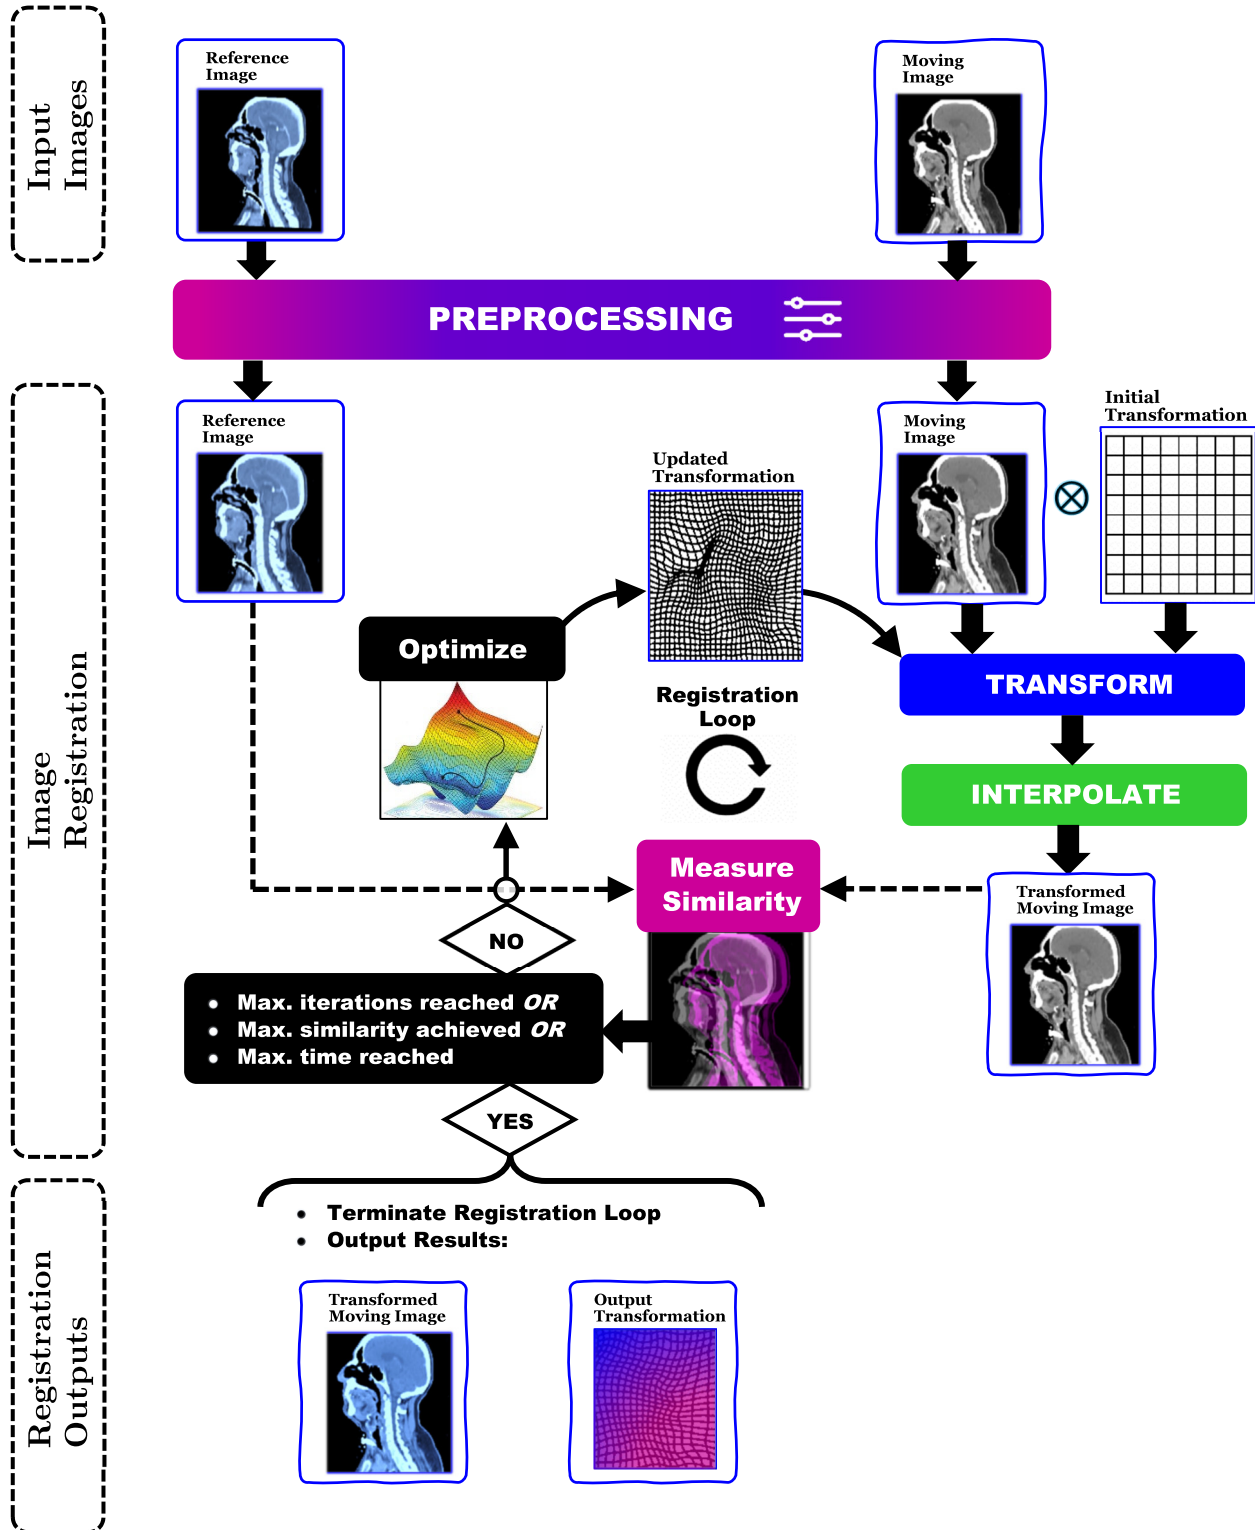 Input
Images
Reference
Image
Moving
Image
PREPROCESSING
Image
Registration
Reference
Image
Moving
Image
Initial
Transformation
Updated
Transformation
Optimize
TRANSFORM
Registration
Loop
INTERPOLATE
Measure
Similarity
Transformed
Moving Image
NO
• Max. iterations reached OR
• Max. similarity achieved OR
• Max. time reached
YES
Registration
Outputs
• Terminate Registration Loop
• Output Results:
Transformed
Moving Image
Output
Transformation